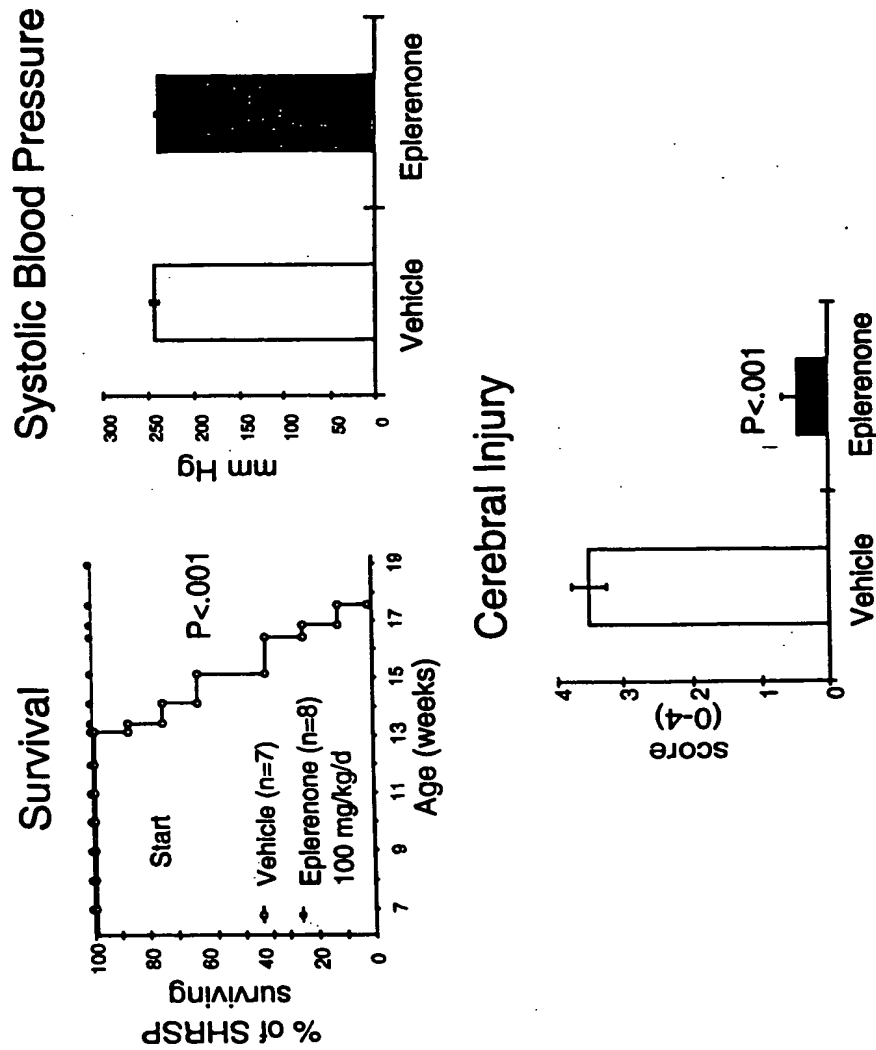 Survival
% of SHRSP
surviving
100
80
60
40
20
0
Start
P<.001
Vehicle (n=7)
Eplerenone (n=8)
100 mg/kg/d
7
9
11
13
15
17
19
Age (weeks)
Systolic Blood Pressure
mm Hg
300
250
200
150
100
50
0
Vehicle
Eplerenone
Cerebral Injury
score
(0-4)
4
3
2
1
0
P<.001
Vehicle
Eplerenone